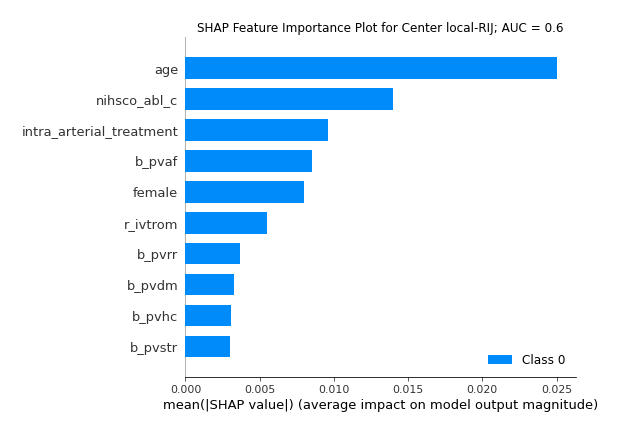 SHAP Feature Importance Plot for Center local-RIJ; AUC = 0.6
age
nihsco_abl_c
intra_arterial_treatment
b_pvaf
female
r_ivtrom
b_pvrr
b_pvdm
b_pvhc
b_pvstr
Class 0
0.000 0.005 0.010 0.015 0.020 0.025
mean(|SHAP value|) (average impact on model output magnitude)